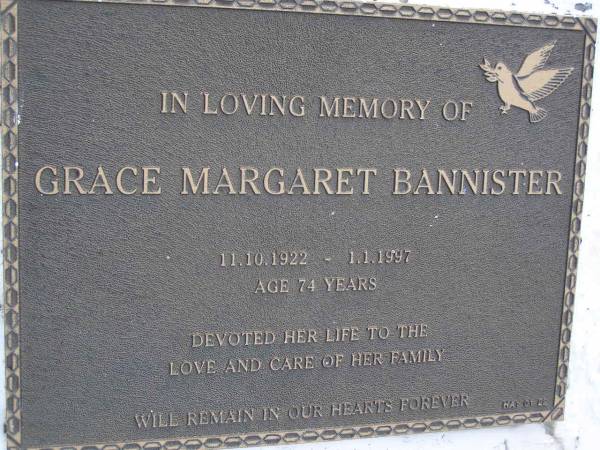 IN LOVING MEMORY OF
GRACE MARGARET BANNISTER
11.10.1922 - 1.1.1997
AGE 74 YEARS
DEVOTED HER LIFE TO THE
LOVE AND CARE OF HER FAMILY
WILL REMAIN IN OUR HEARTS FOREVER